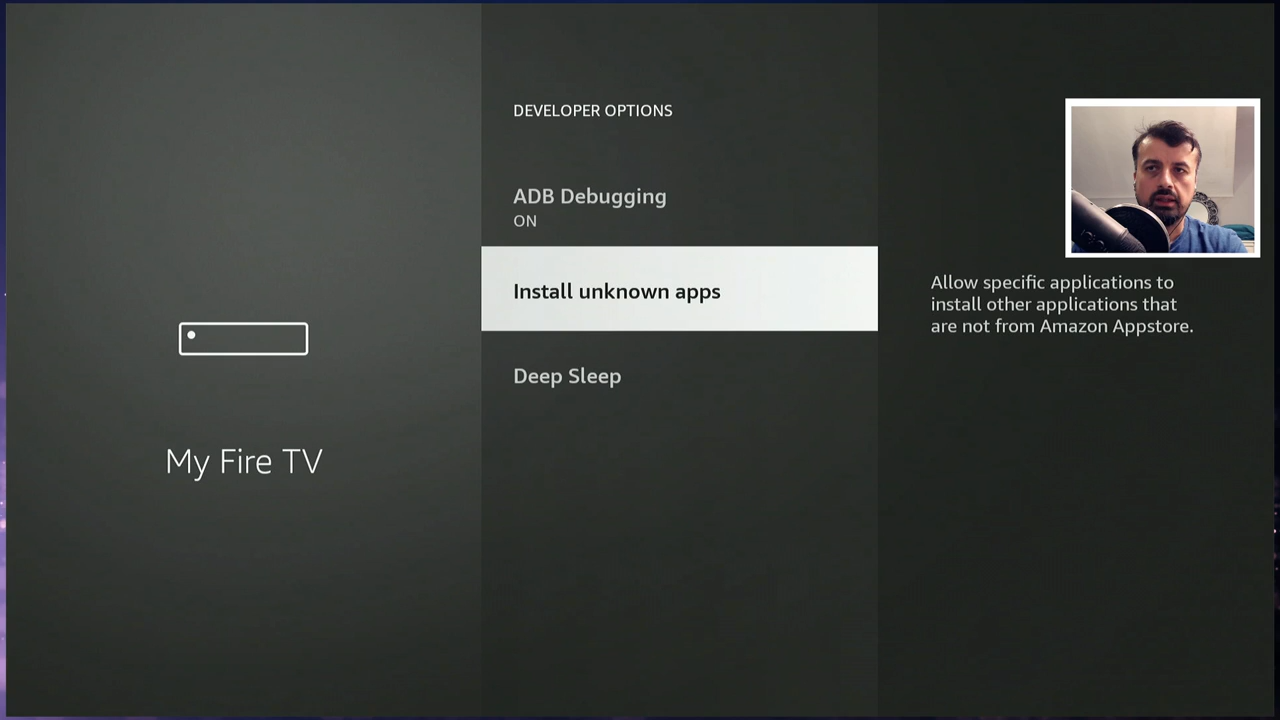 DEVELOPER OPTIONS
ADB Debugging
ON
Install unknown apps
Deep Sleep
My Fire TV
Allow specific applications to
install other applications that
are not from Amazon Appstore.